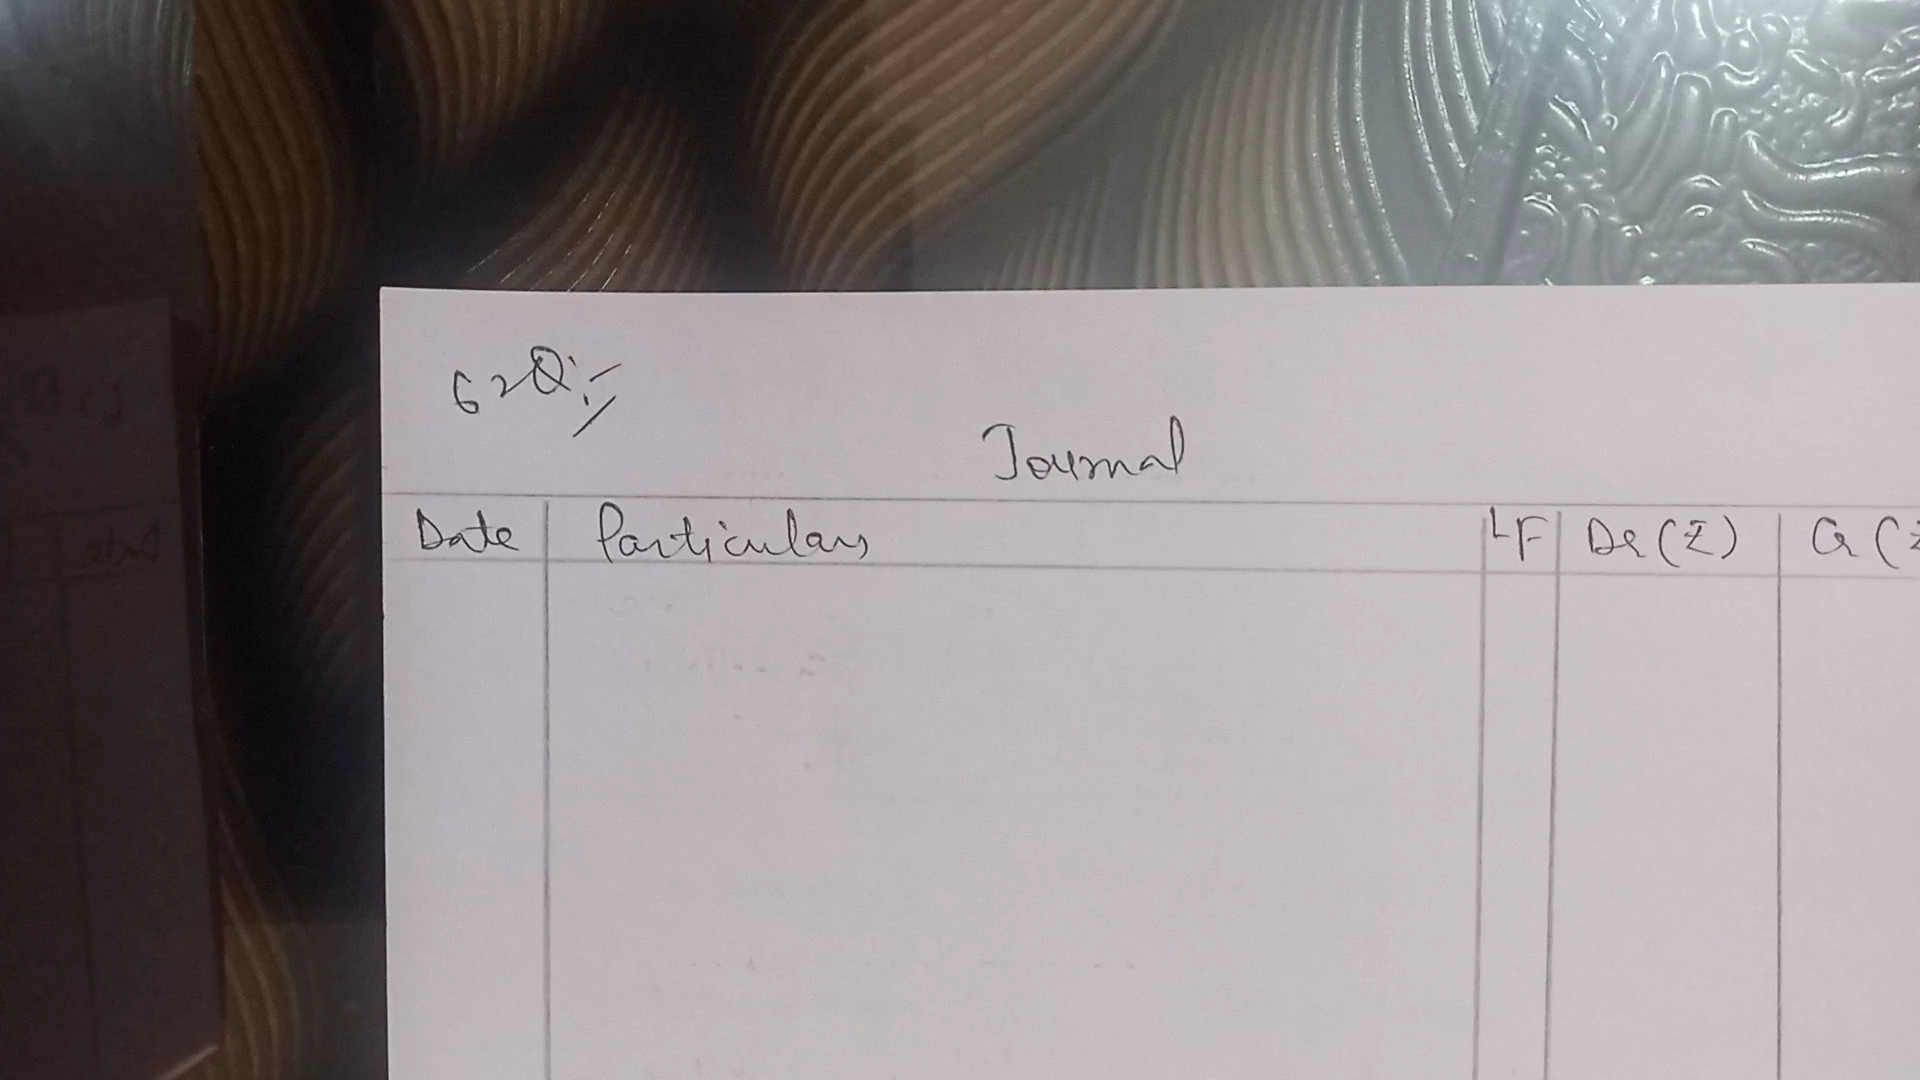 62Q:-
Journal
Date Particulars LF Dr (₹) Cr (₹